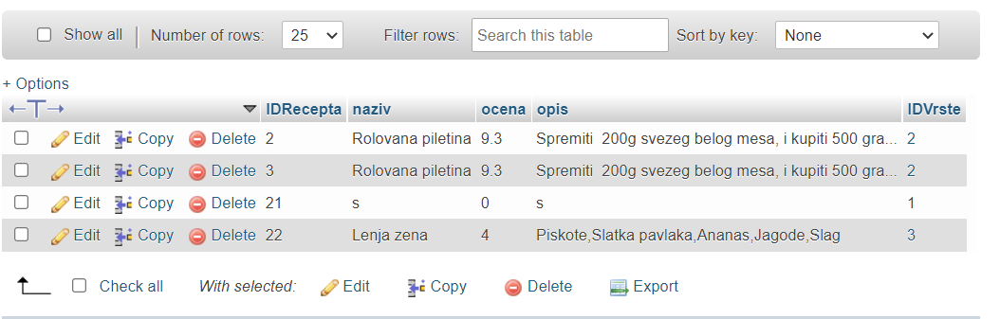 Show all Number of rows: 25 Filter rows: Search this table Sort by key: None
+ Options
IDRecepta naziv ocena opis IDVrste
Edit Copy Delete 2 Rolovana piletina 9.3 Spremiti 200g svezeg belog mesa, i kupiti 500 gra... 2
Edit Copy Delete 3 Rolovana piletina 9.3 Spremiti 200g svezeg belog mesa, i kupiti 500 gra... 2
Edit Copy Delete 21 s 0 s 1
Edit Copy Delete 22 Lenja zena 4 Piskote,Slatka pavlaka,Ananas,Jagode,Slag 3
Check all With selected: Edit Copy Delete Export